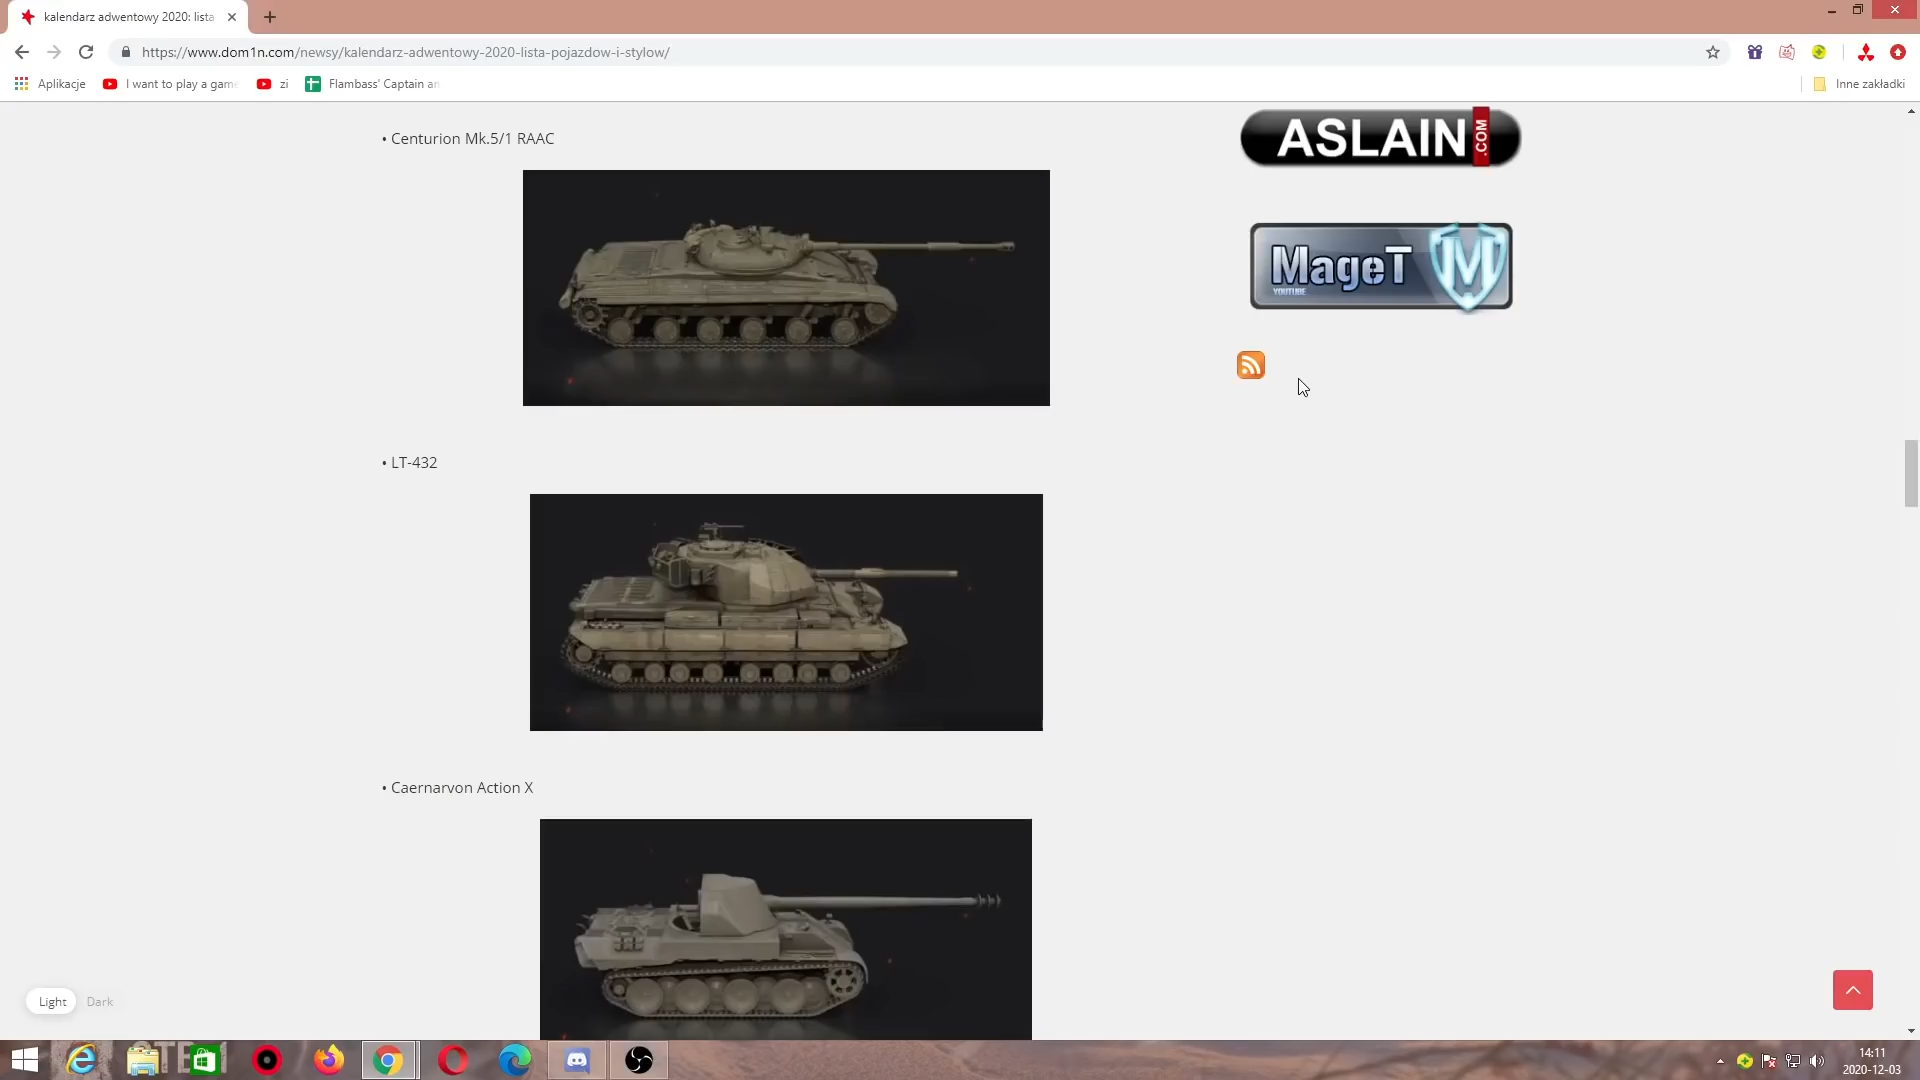 kalendarz adwentowy 2020: lista
https://www.dom1n.com/newsy/kalendarz-adwentowy-2020-lista-pojazdow-i-stylow/
Aplikacje
I want to play a game
zi
Flambass' Captain an
Inne zakładki
• Centurion Mk.5/1 RAAC
ASLAIN.COM
MageT
YOUTUBE
• LT-432
• Caernarvon Action X
Light
Dark
14:11
2020-12-03